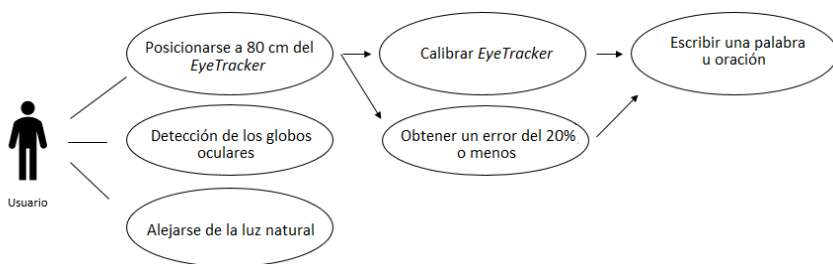 Posicionarse a 80 cm del
EyeTracker
Calibrar EyeTracker
Escribir una palabra
u oración
Detección de los globos
oculares
Obtener un error del 20%
o menos
Usuario
Alejarse de la luz natural